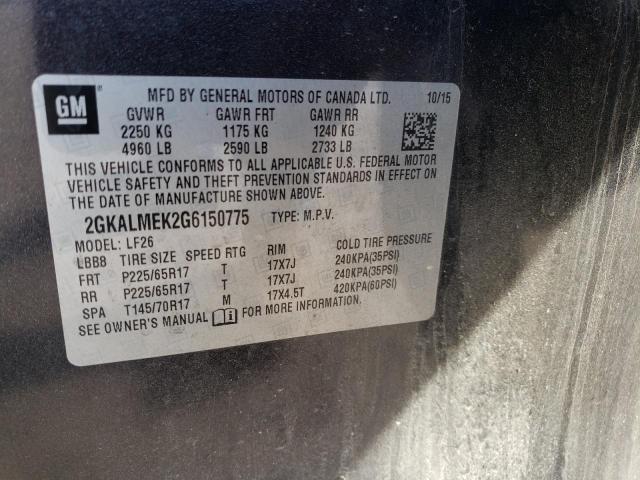 GM MFD BY GENERAL MOTORS OF CANADA LTD. 10/15
GVWR GAWR FRT GAWR RR
2250 KG 1175 KG 1240 KG
4960 LB 2590 LB 2733 LB
THIS VEHICLE CONFORMS TO ALL APPLICABLE U.S. FEDERAL MOTOR
VEHICLE SAFETY AND THEFT PREVENTION STANDARDS IN EFFECT ON
THE DATE OF MANUFACTURE SHOWN ABOVE.
2GKALMEK2G6150775 TYPE: M.P.V.
MODEL: LF26
LBB8 TIRE SIZE SPEED RTG RIM COLD TIRE PRESSURE
FRT P225/65R17 T 17X7J 240KPA(35PSI)
RR P225/65R17 T 17X7J 240KPA(35PSI)
SPA T145/70R17 M 17X4.5T 420KPA(60PSI)
SEE OWNER'S MANUAL FOR MORE INFORMATION.